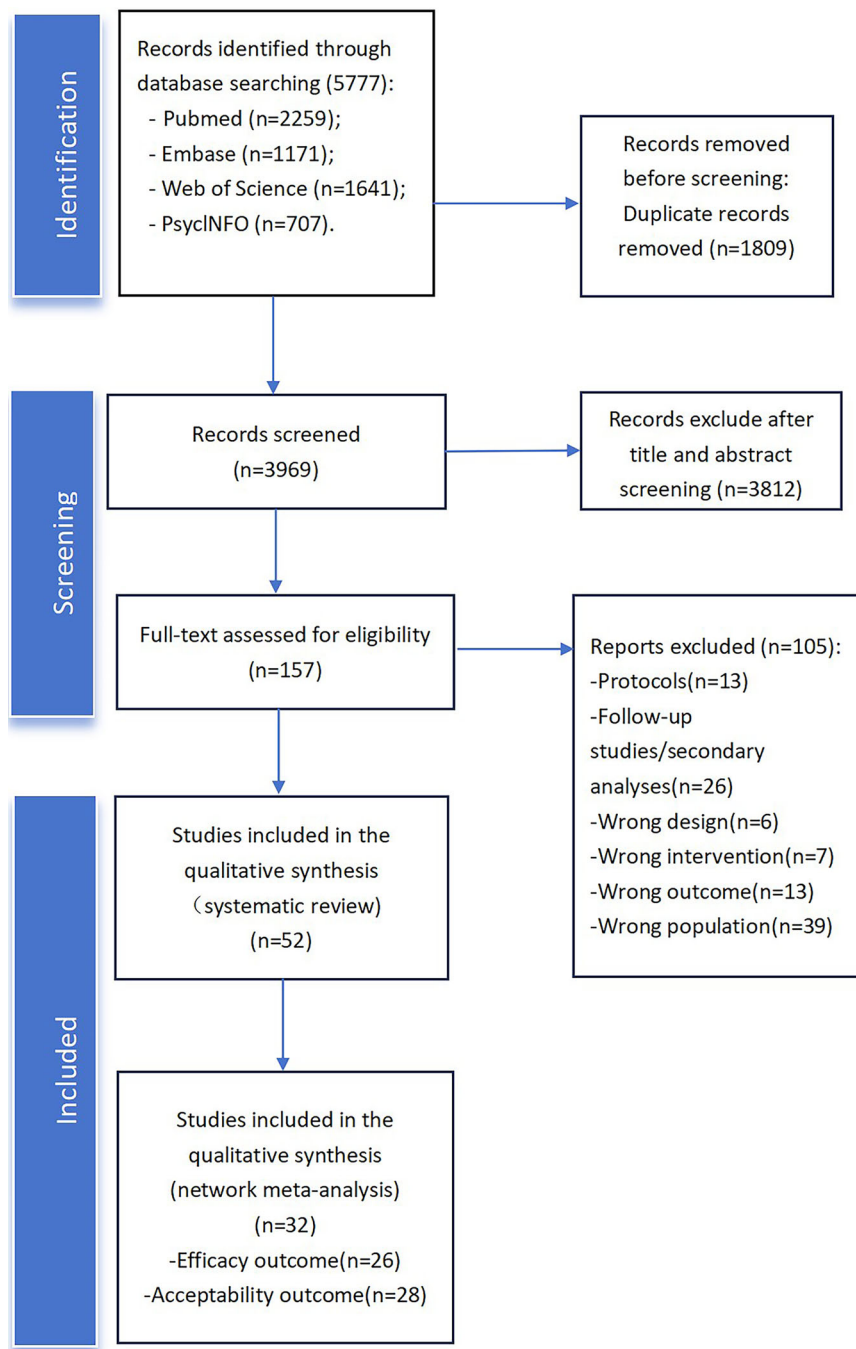 Identification
Records identified through
database searching (5777):
- Pubmed (n=2259);
- Embase (n=1171);
- Web of Science (n=1641);
- PsyclNFO (n=707).
Records removed
before screening:
Duplicate records
removed (n=1809)
Screening
Records screened
(n=3969)
Records exclude after
title and abstract
screening (n=3812)
Full-text assessed for eligibility
(n=157)
Reports excluded (n=105):
-Protocols(n=13)
-Follow-up
studies/secondary
analyses(n=26)
-Wrong design(n=6)
-Wrong intervention(n=7)
-Wrong outcome(n=13)
-Wrong population(n=39)
Included
Studies included in the
qualitative synthesis
（systematic review)
(n=52)
Studies included in the
qualitative synthesis
(network meta-analysis)
(n=32)
-Efficacy outcome(n=26)
-Acceptability outcome(n=28)